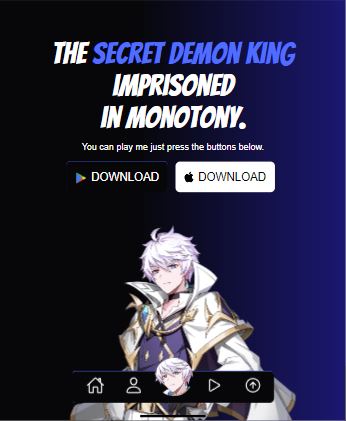 THE SECRET DEMON KING
IMPRISONED
IN MONOTONY.
You can play me just press the buttons below.
DOWNLOAD DOWNLOAD